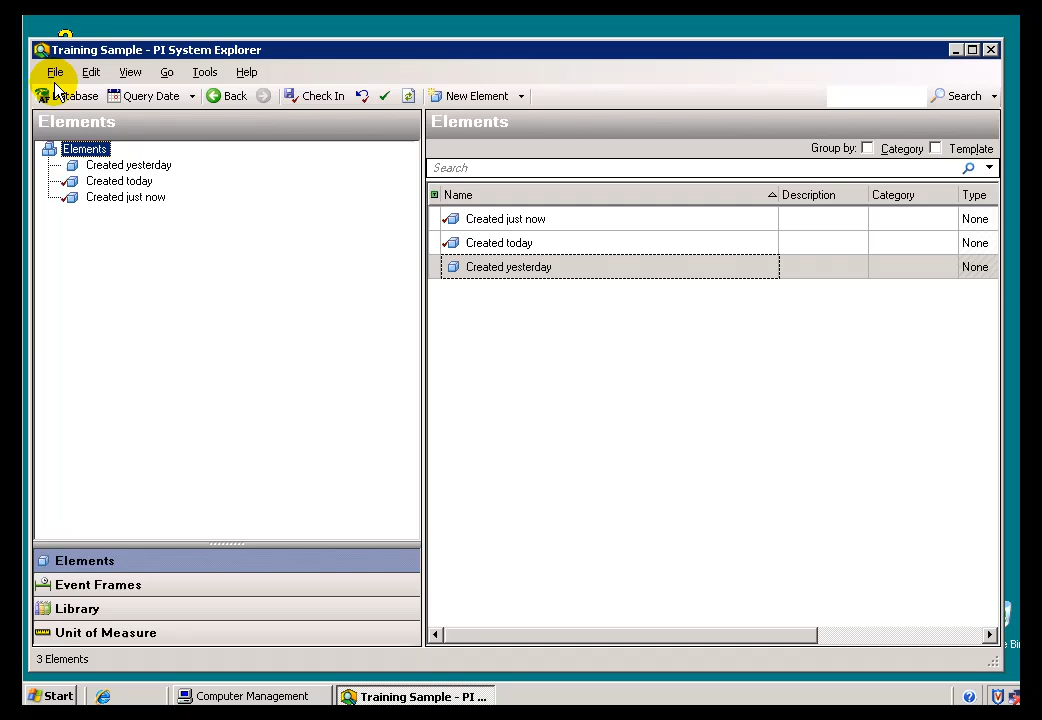 Training Sample - PI System Explorer
File Edit View Go Tools Help
Database Query Date Back Check In New Element Search
Elements
Elements
Created yesterday
Created today
Created just now
Elements
Event Frames
Library
Unit of Measure
Elements
Group by: Category Template
Search
Name Description Category Type
Created just now None
Created today None
Created yesterday None
3 Elements
Start Computer Management Training Sample - PI ...